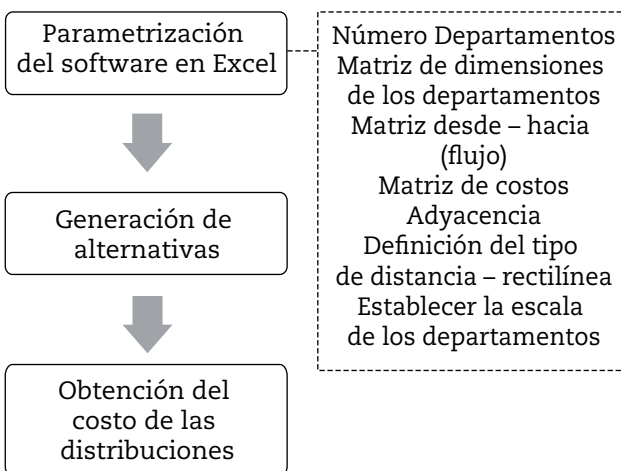 Parametrización
del software en Excel
Número Departamentos
Matriz de dimensiones
de los departamentos
Matriz desde – hacia
(flujo)
Matriz de costos
Adyacencia
Definición del tipo
de distancia – rectilínea
Establecer la escala
de los departamentos
Generación de
alternativas
Obtención del
costo de las
distribuciones